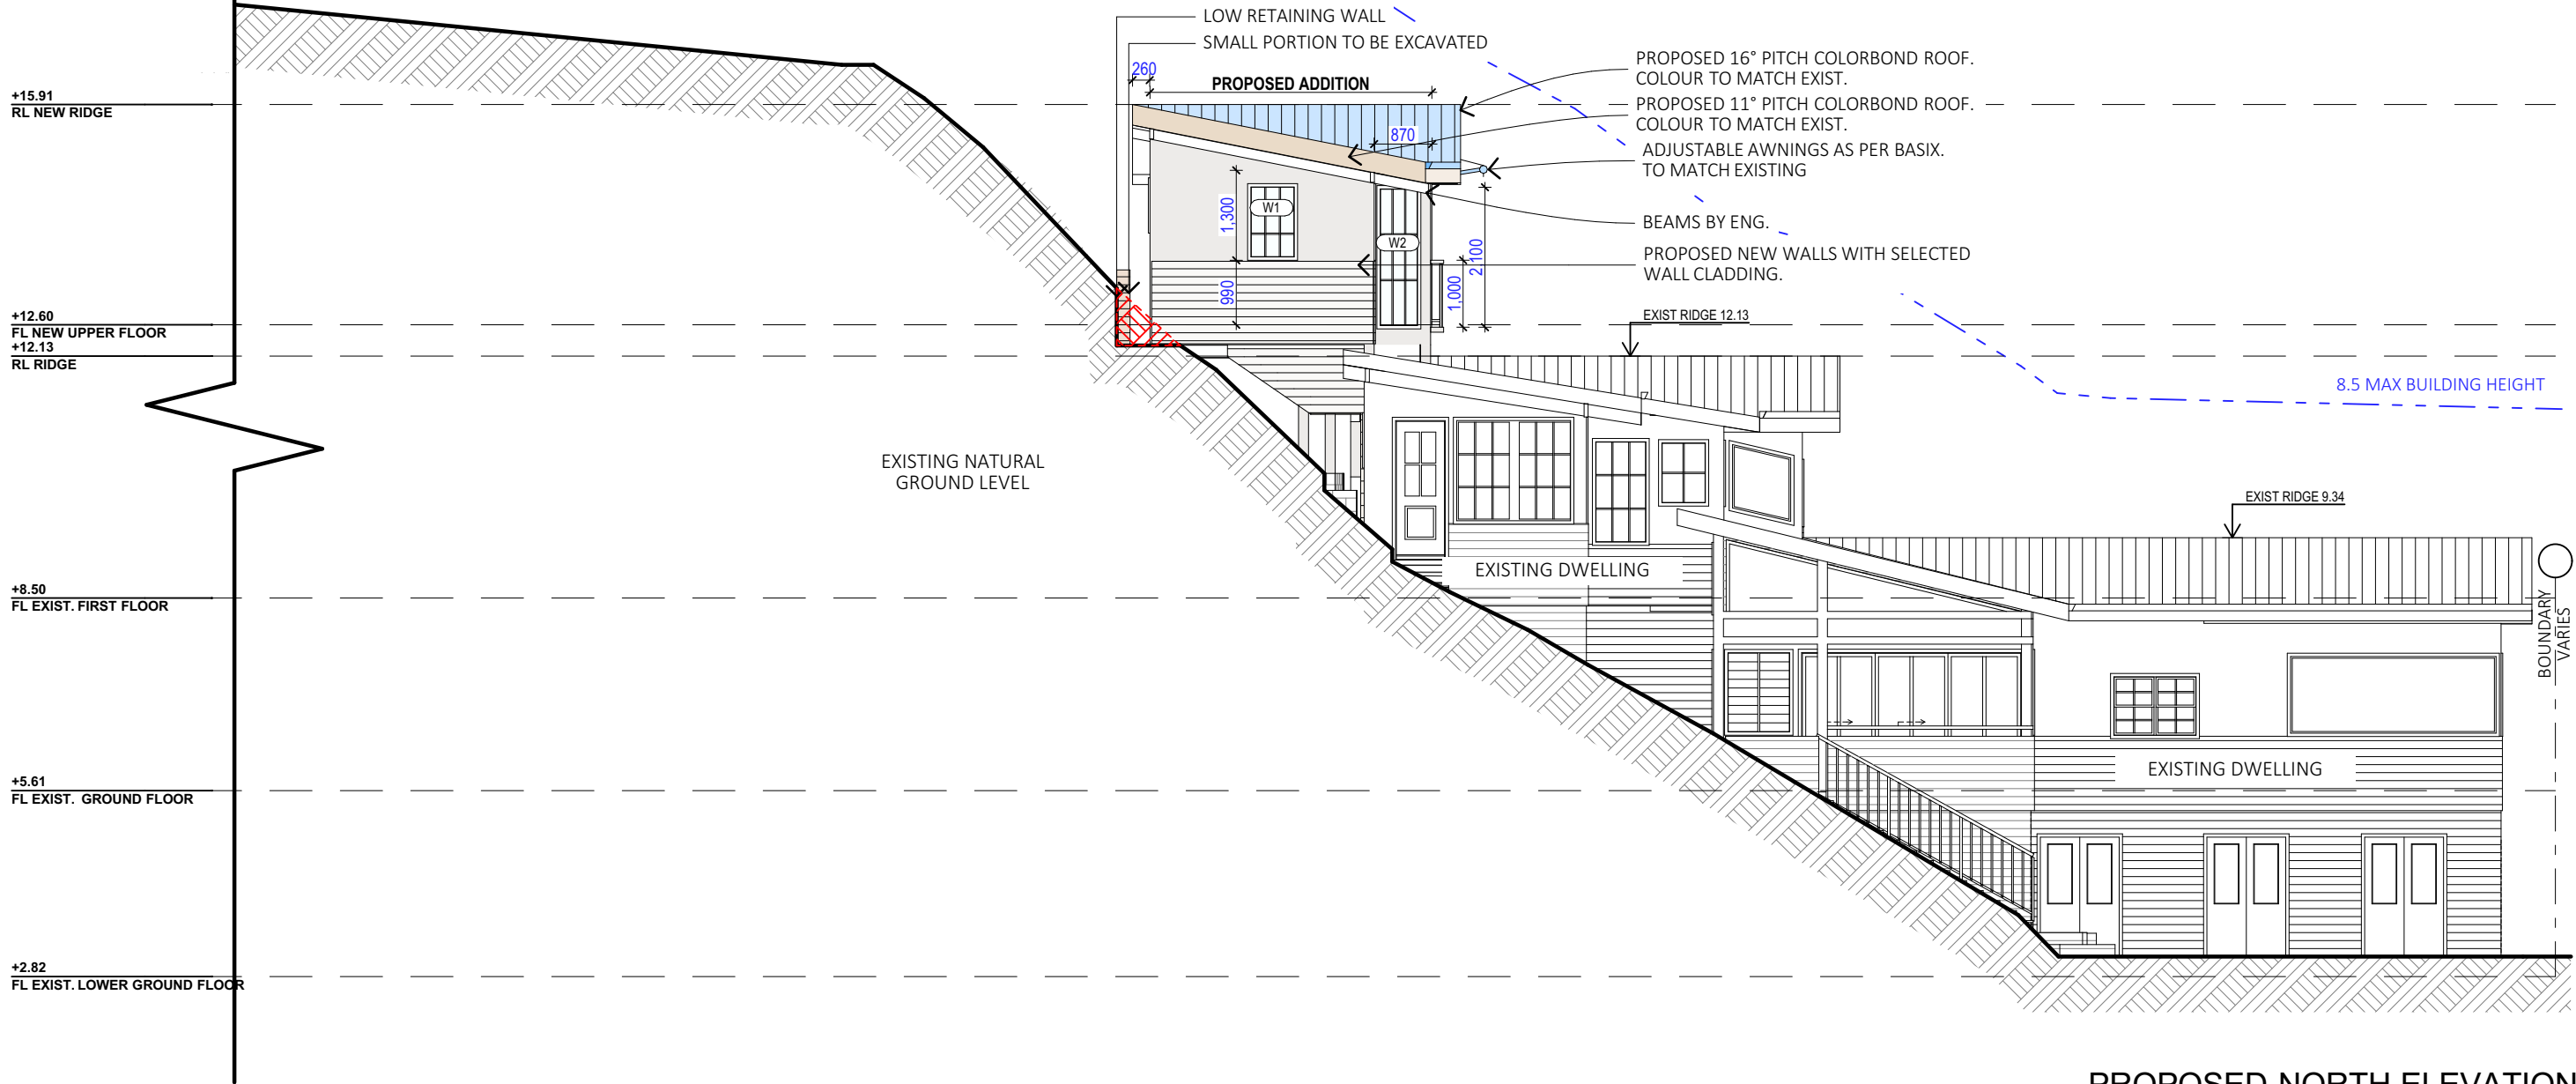 LOW RETAINING WALL
SMALL PORTION TO BE EXCAVATED
260
PROPOSED ADDITION
PROPOSED 16° PITCH COLORBOND ROOF.
COLOUR TO MATCH EXIST.
PROPOSED 11° PITCH COLORBOND ROOF.
COLOUR TO MATCH EXIST.
+15.91
RL NEW RIDGE
870
ADJUSTABLE AWNINGS AS PER BASIX.
TO MATCH EXISTING
1,300
W1
W2
BEAMS BY ENG.
2,100
PROPOSED NEW WALLS WITH SELECTED
WALL CLADDING.
990
1,000
+12.60
FL NEW UPPER FLOOR
EXIST RIDGE 12.13
+12.13
RL RIDGE
8.5 MAX BUILDING HEIGHT
EXISTING NATURAL
GROUND LEVEL
EXIST RIDGE 9.34
EXISTING DWELLING
+8.50
FL EXIST. FIRST FLOOR
BOUNDARY
VARIES
+5.61
FL EXIST. GROUND FLOOR
EXISTING DWELLING
+2.82
FL EXIST. LOWER GROUND FLOOR
PROPOSED NORTH ELEVATION